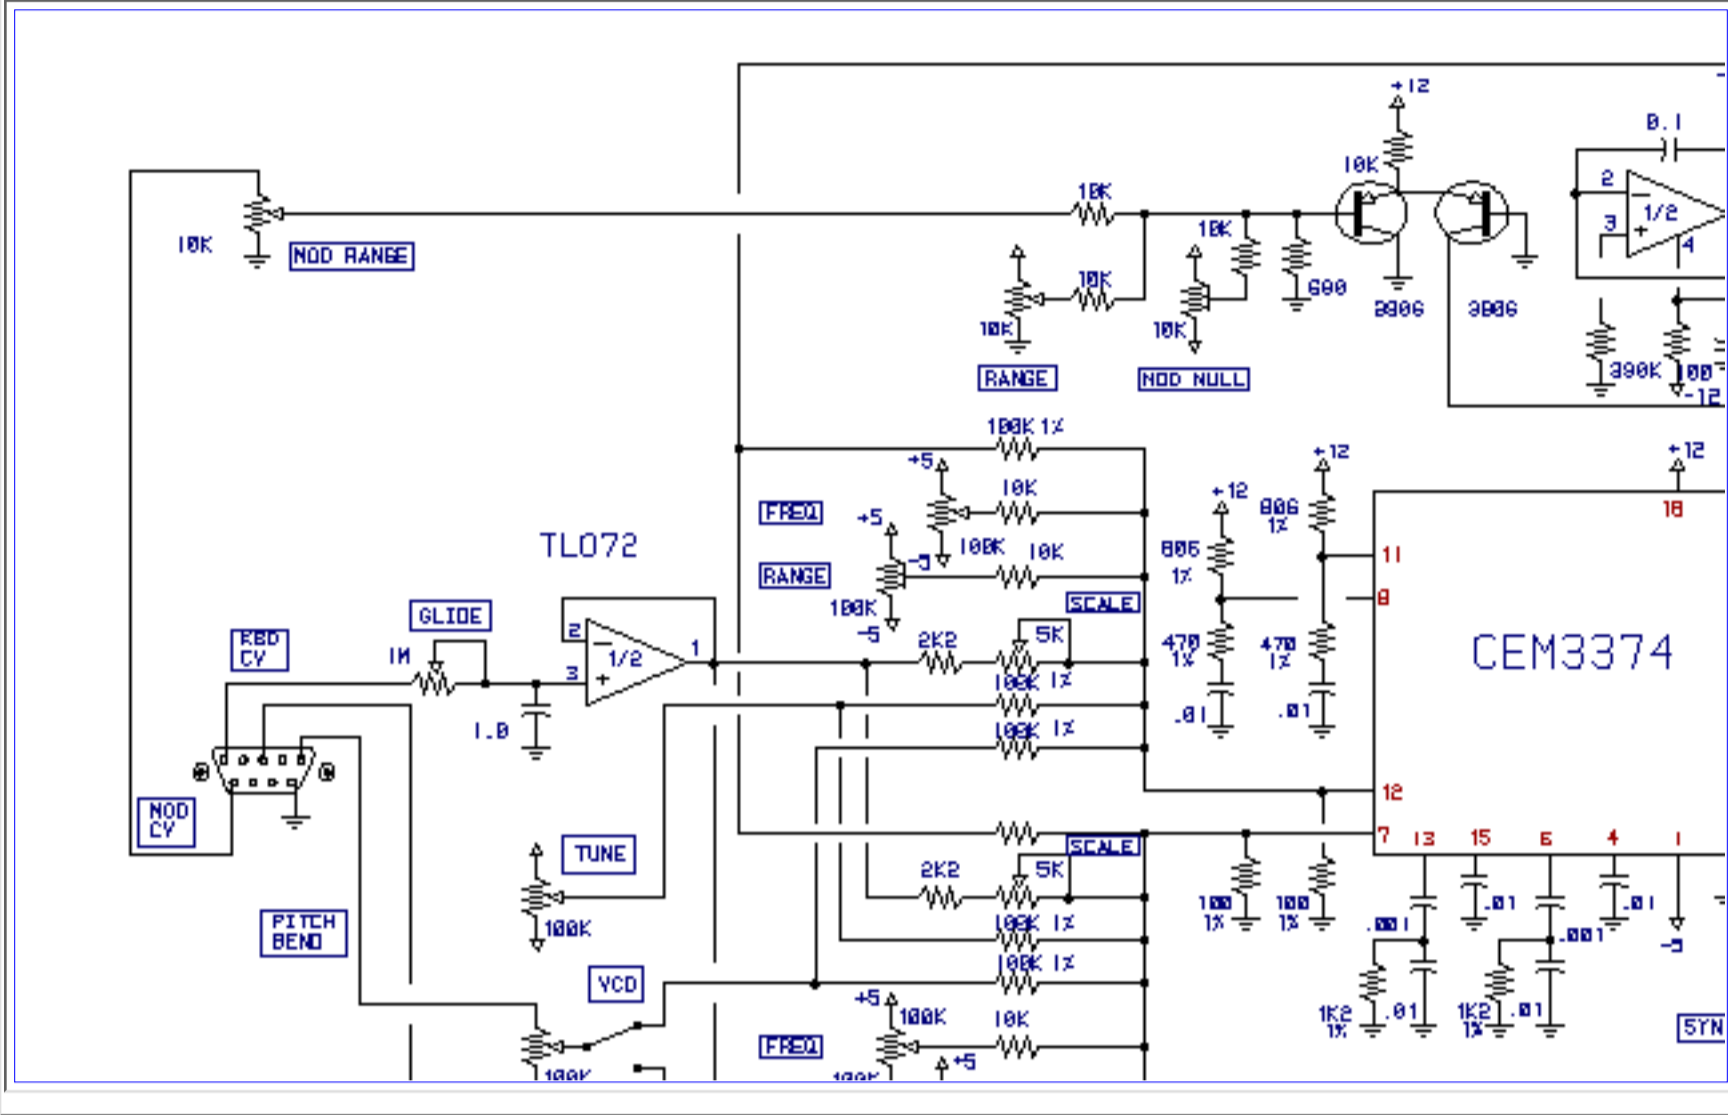 +12
0.1
10K
10K
2
1/2
3
+
4
10K
10K
MOD RANGE
10K
680
3906
3906
10K
10K
390K
100
-12
RANGE
MOD NULL
100K 1%
+5
+12
+12
10K
+12
806
1%
18
FREQ
+5
100K
10K
806
1%
11
TL072
-5
RANGE
100K
-5
8
SCALE
GLIDE
KBD
CV
1M
2
1/2
3
+
1
2K2
5K
470
1%
470
1%
CEM3374
100K 1%
1.0
100K 1%
.01
.01
MOD
CV
12
7
13
15
6
4
1
TUNE
SCALE
2K2
5K
100K
100
1%
100
1%
.001
.01
.001
.01
-5
PITCH
BEND
100K 1%
100K 1%
VCO
+5
100K
10K
1K2
1%
.01
1K2
1%
.01
SYN
FREQ
+5
100K
100K